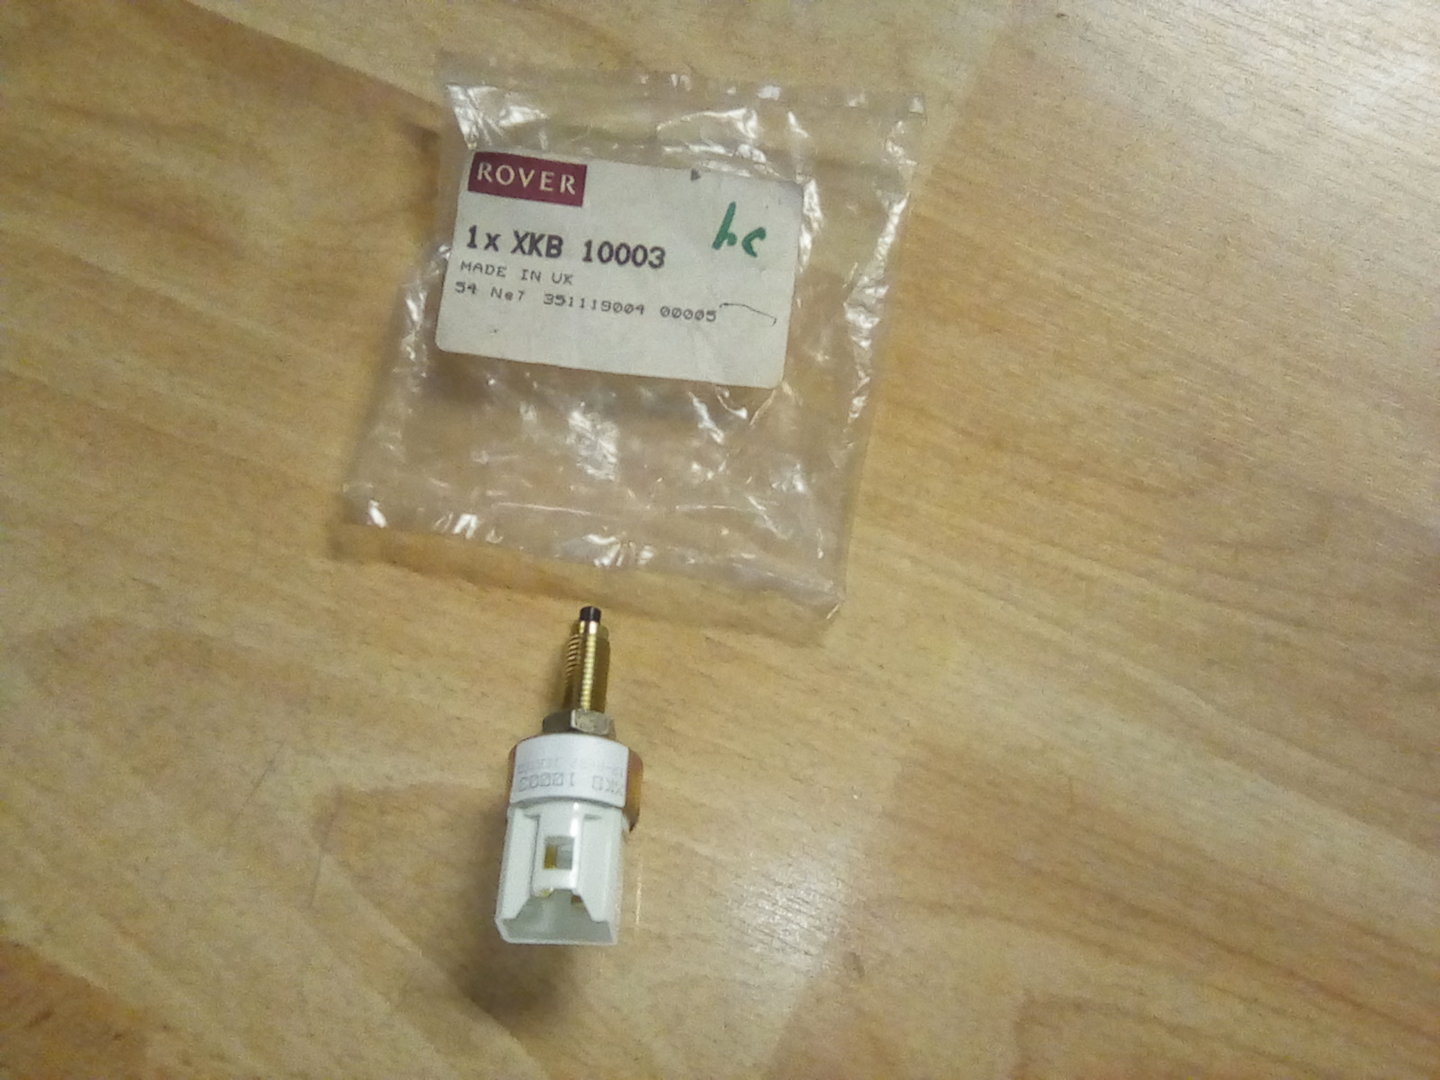 ROVER
hc
1x XKB 10003
MADE IN UK
54 Ne7 351119004 00005
XKB 10003